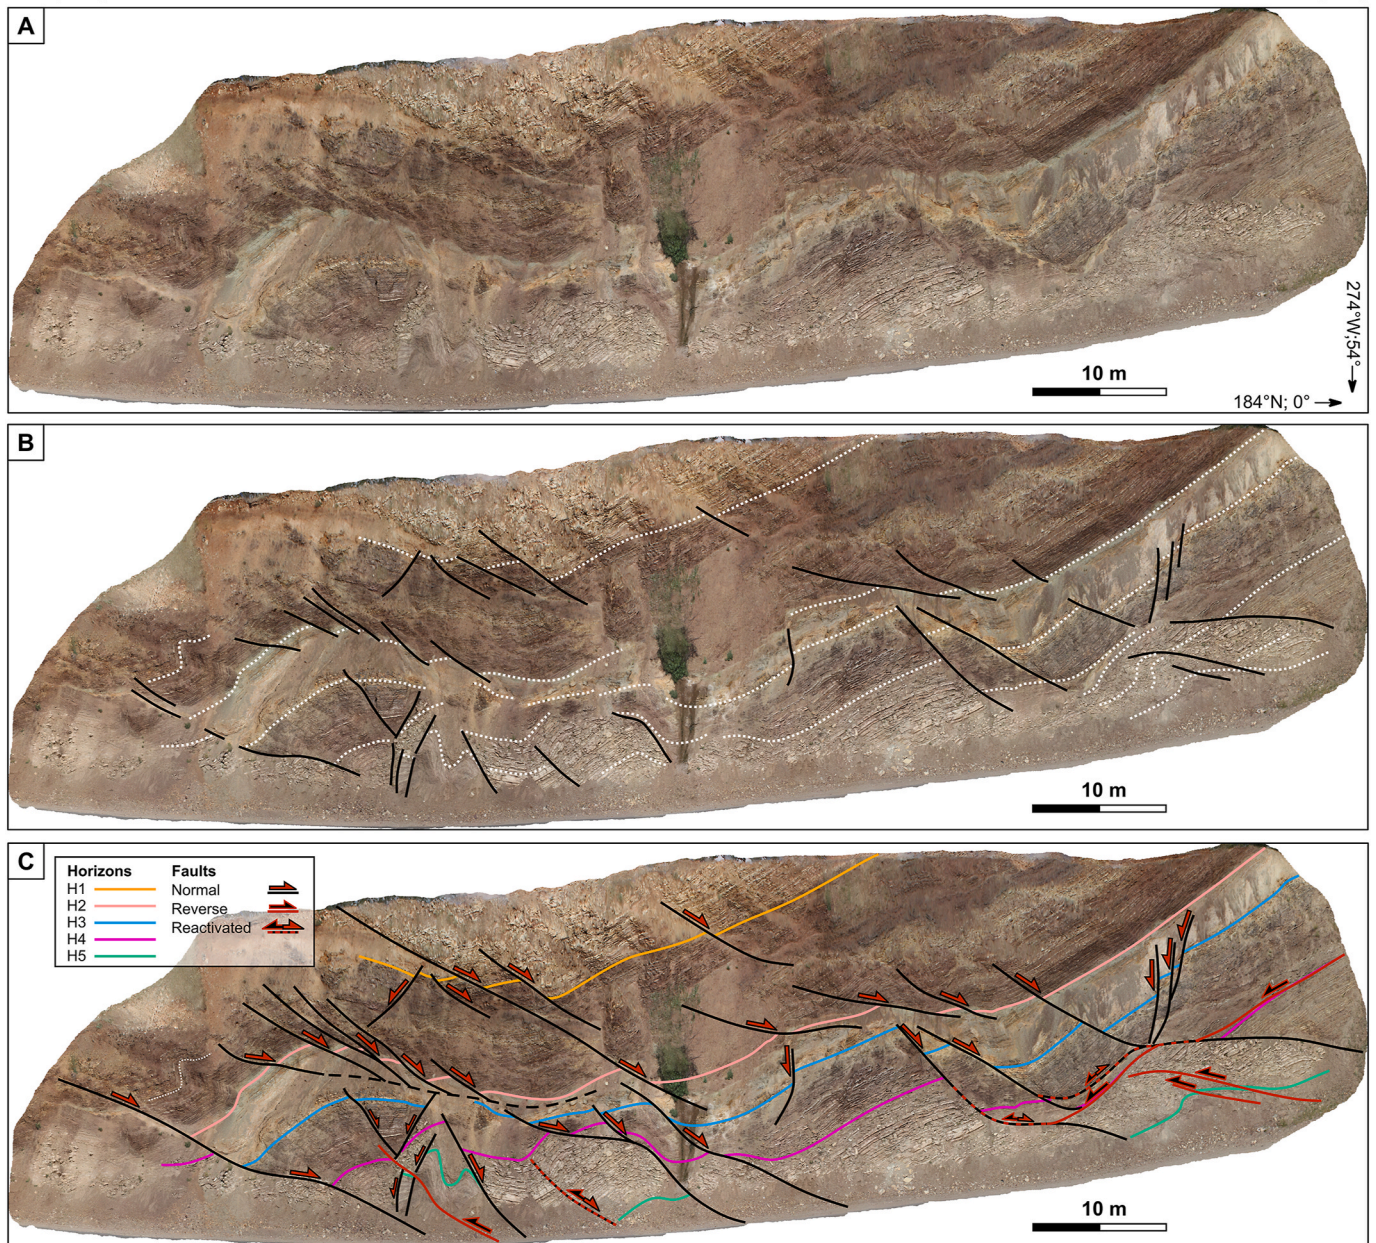 A
274°W;54°
10 m
184°N; 0°
B
10 m
C
Horizons
H1
H2
H3
H4
H5
Faults
Normal
Reverse
Reactivated
10 m